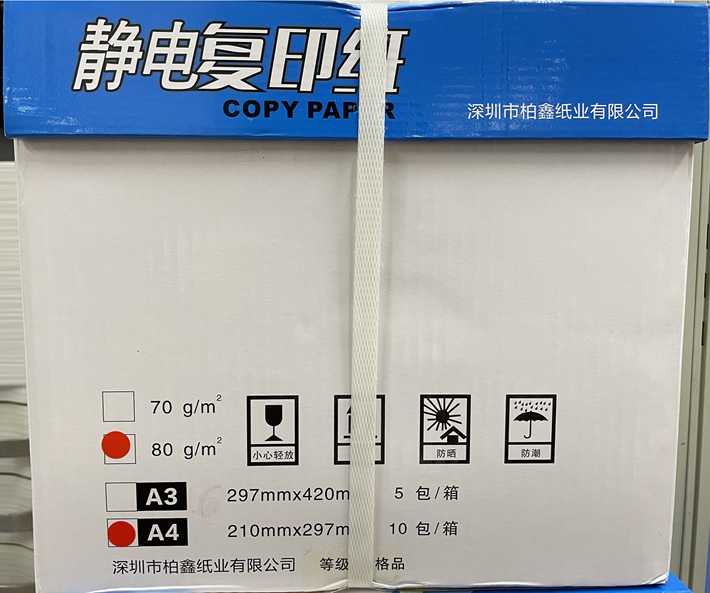 静电复印纸
COPY PAPER
深圳市柏鑫纸业有限公司
70 g/m²
80 g/m²
小心轻放
防晒
防潮
A3 297mmx420m 5 包/箱
A4 210mmx297m 10 包/箱
深圳市柏鑫纸业有限公司 等级 格品